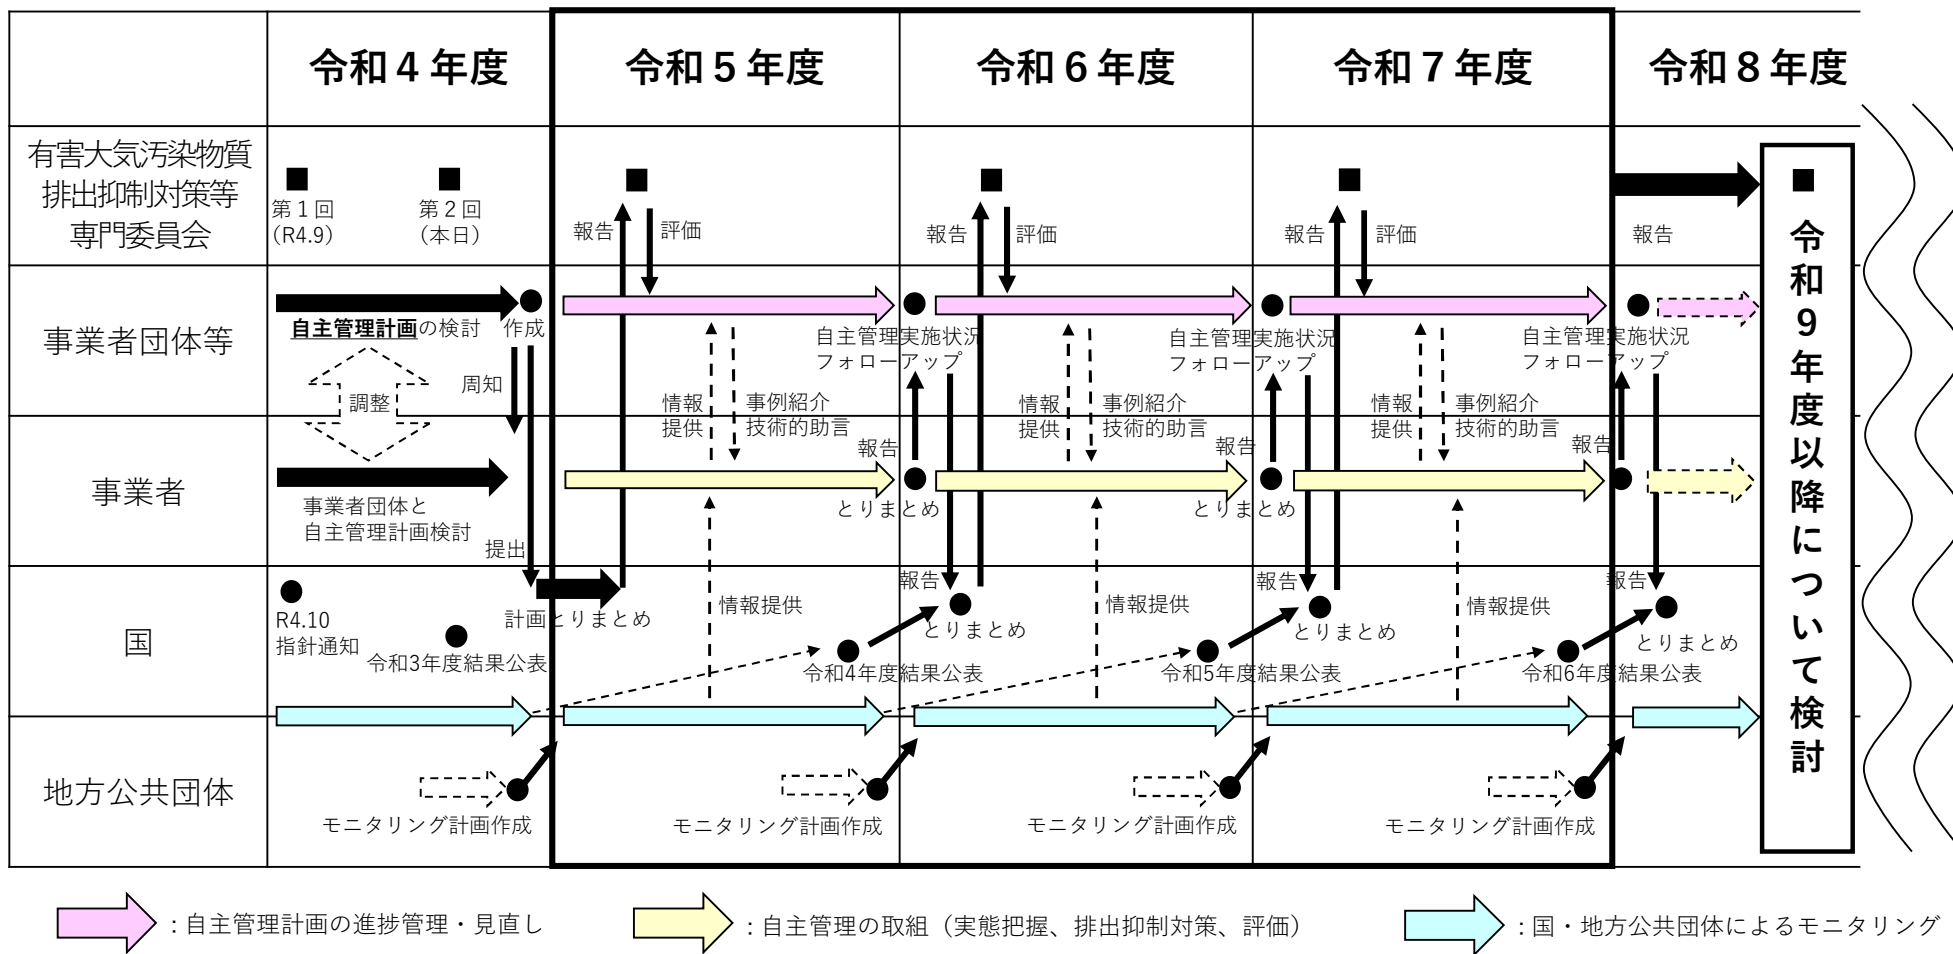 令和４年度
令和５年度
令和６年度
令和７年度
令和８年度
有害大気汚染物質
排出抑制対策等
専門委員会
第１回
（R4.9）
第２回
（本日）
報告
評価
報告
評価
報告
評価
報告
事業者団体等
自主管理計画の検討
作成
周知
調整
情報
提供
事例紹介
技術的助言
自主管理実施状況
フォローアップ
情報
提供
事例紹介
技術的助言
自主管理実施状況
フォローアップ
情報
提供
事例紹介
技術的助言
自主管理実施状況
フォローアップ
事業者
事業者団体と
自主管理計画検討
提出
報告
とりまとめ
報告
とりまとめ
報告
国
R4.10
指針通知
令和3年度結果公表
計画とりまとめ
情報提供
令和4年度結果公表
報告
とりまとめ
情報提供
令和5年度結果公表
報告
とりまとめ
情報提供
令和6年度結果公表
報告
とりまとめ
地方公共団体
モニタリング計画作成
モニタリング計画作成
モニタリング計画作成
モニタリング計画作成
令和９年度以降について検討
：自主管理計画の進捗管理・見直し
：自主管理の取組（実態把握、排出抑制対策、評価）
：国・地方公共団体によるモニタリング